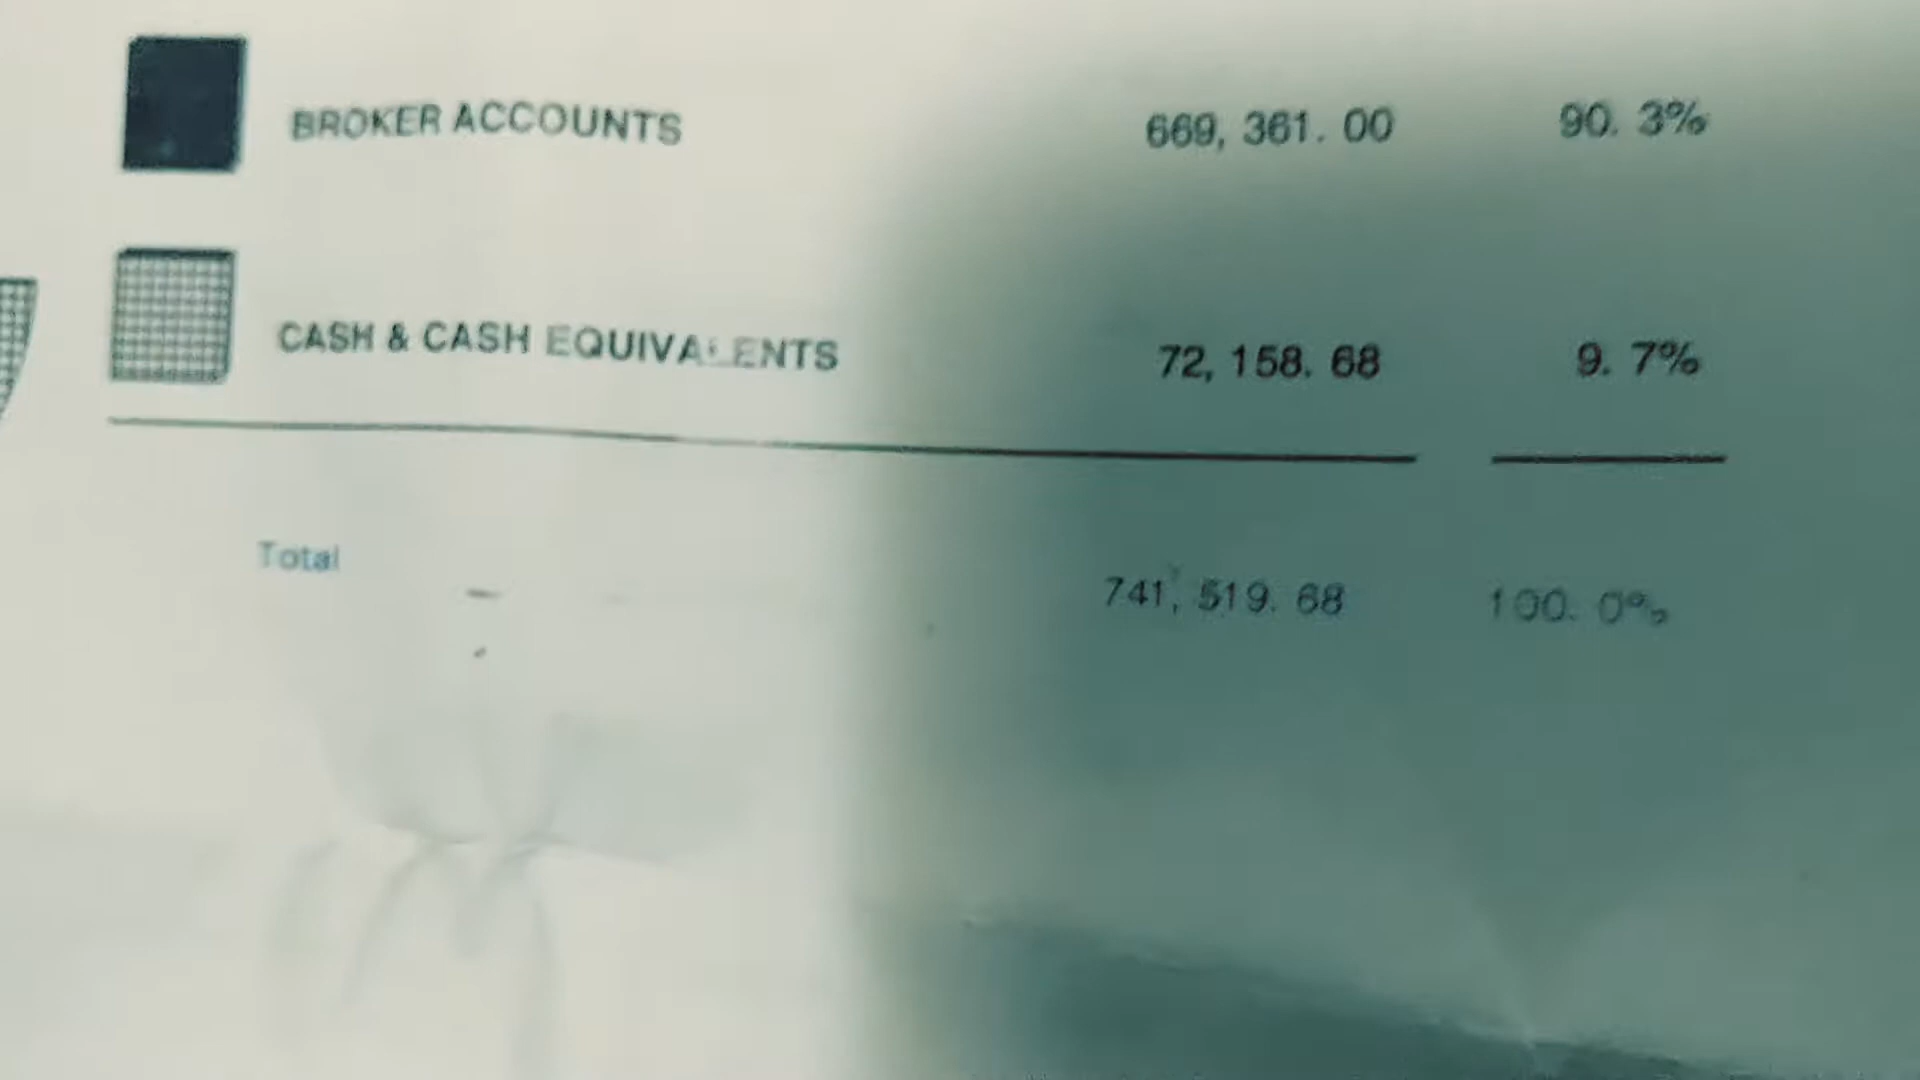 BROKER ACCOUNTS 669, 361. 00 90. 3%
CASH & CASH EQUIVALENTS 72, 158. 68 9. 7%
Total 741, 519. 68 100. 0%